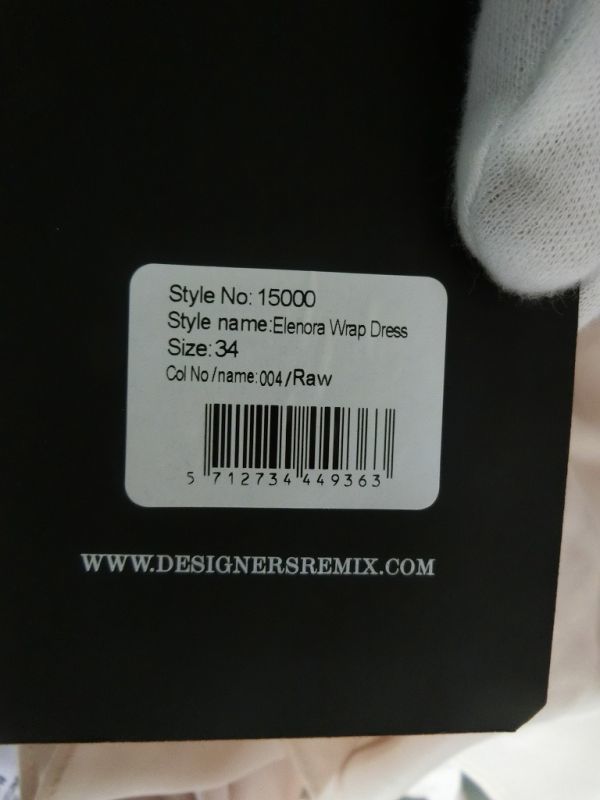 Style No: 15000
Style name:Elenora Wrap Dress
Size:34
Col No/name:004/Raw
5 712734 449363
WWW.DESIGNERSREMIX.COM